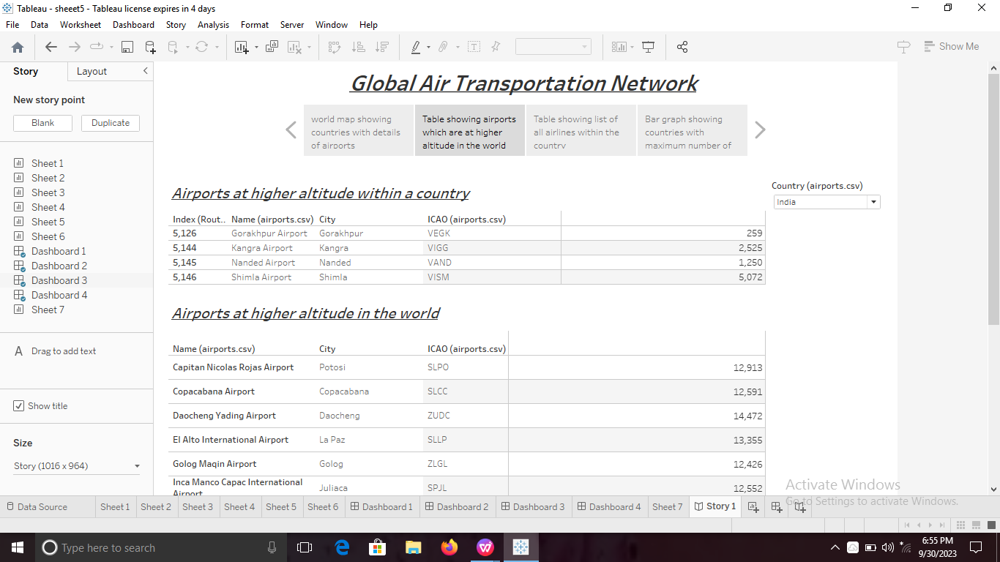 Tableau - sheeet5 - Tableau license expires in 4 days
File Data Worksheet Dashboard Story Analysis Format Server Window Help
Show Me
Story Layout
New story point
Blank Duplicate
Sheet 1
Sheet 2
Sheet 3
Sheet 4
Sheet 5
Sheet 6
Dashboard 1
Dashboard 2
Dashboard 3
Dashboard 4
Sheet 7
A Drag to add text
Show title
Size
Story (1016 x 964)
Global Air Transportation Network
world map showing
countries with details
of airports
Table showing airports
which are at higher
altitude in the world
Table showing list of
all airlines within the
country
Bar graph showing
countries with
maximum number of
Airports at higher altitude within a country
Country (airports.csv)
India
Index (Rout.. Name (airports.csv) City ICAO (airports.csv)
5,126 Gorakhpur Airport Gorakhpur VEGK 259
5,144 Kangra Airport Kangra VIGG 2,525
5,145 Nanded Airport Nanded VAND 1,250
5,146 Shimla Airport Shimla VISM 5,072
Airports at higher altitude in the world
Name (airports.csv) City ICAO (airports.csv)
Capitan Nicolas Rojas Airport Potosi SLPO 12,913
Copacabana Airport Copacabana SLCC 12,591
Daocheng Yading Airport Daocheng ZUDC 14,472
El Alto International Airport La Paz SLLP 13,355
Golog Maqin Airport Golog ZLGL 12,426
Inca Manco Capac International
Airport Juliaca SPJL 12,552
Activate Windows
Go to Settings to activate Windows.
Data Source Sheet 1 Sheet 2 Sheet 3 Sheet 4 Sheet 5 Sheet 6 Dashboard 1 Dashboard 2 Dashboard 3 Dashboard 4 Sheet 7 Story 1
Type here to search
6:55 PM
9/30/2023